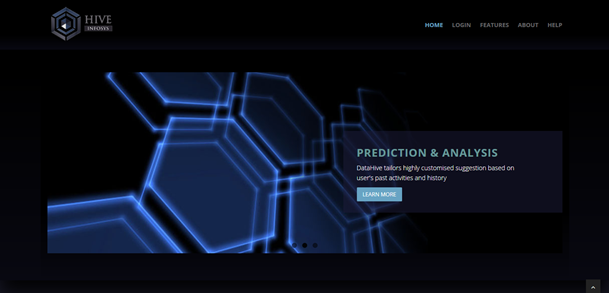 HIVE
INFOSYS
HOME LOGIN FEATURES ABOUT HELP
PREDICTION & ANALYSIS
DataHive tailors highly customised suggestion based on
user's past activities and history
LEARN MORE